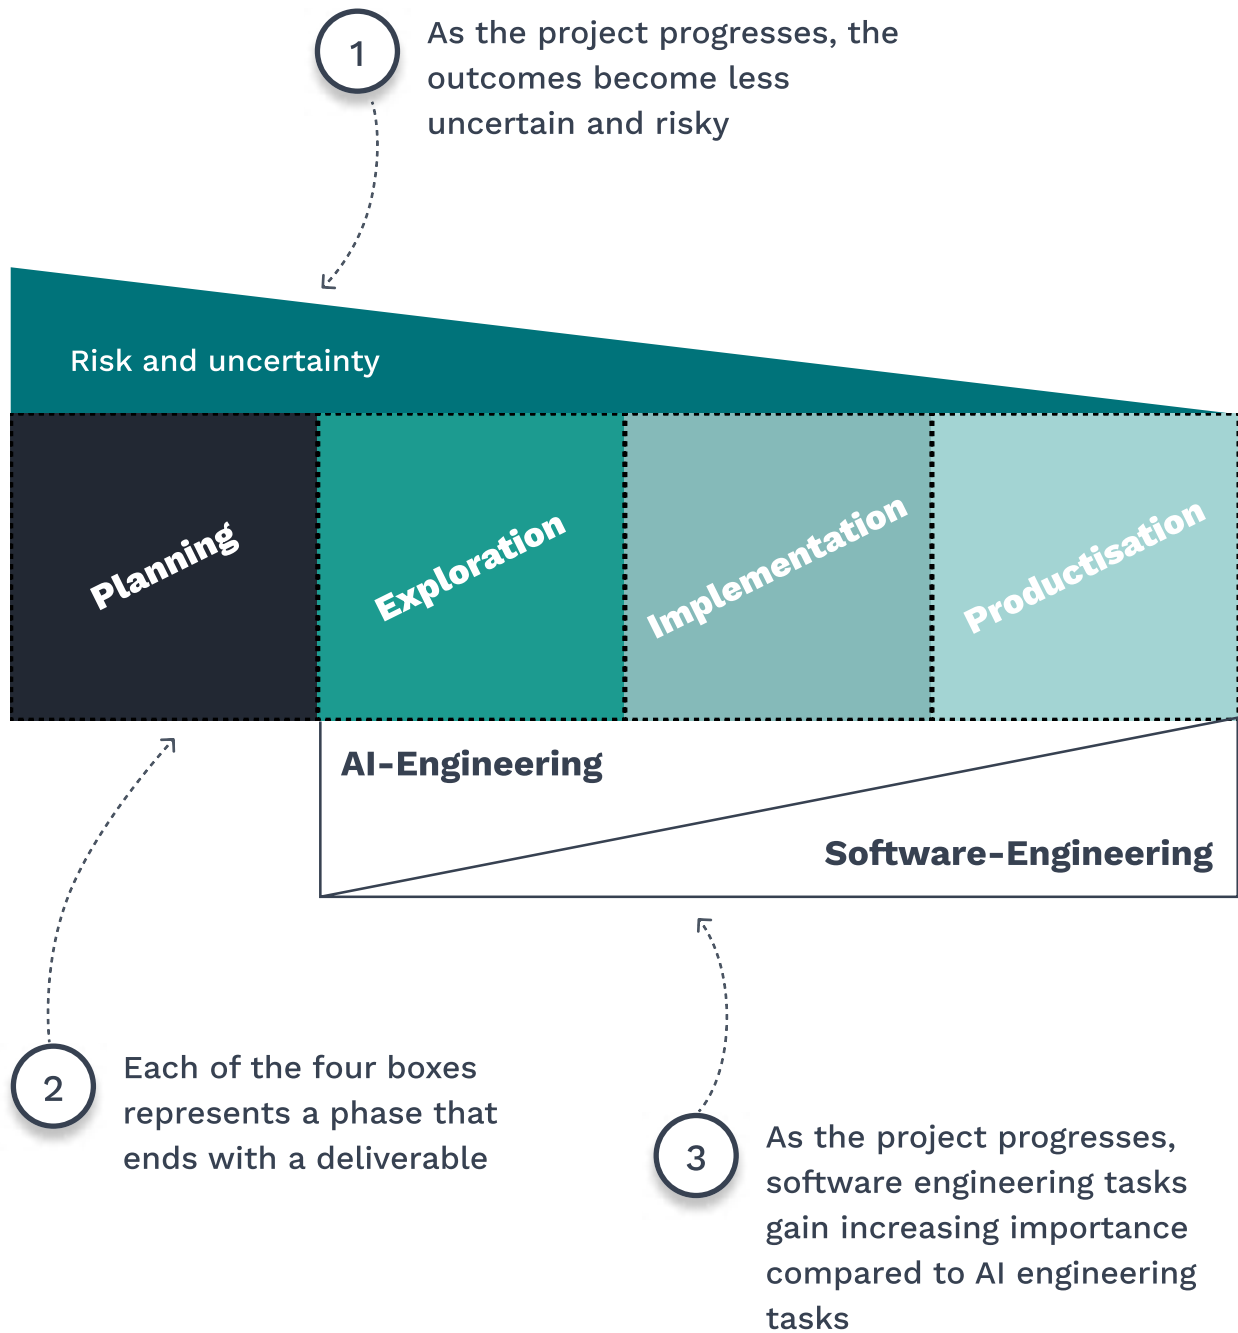 1
As the project progresses, the
outcomes become less
uncertain and risky
Risk and uncertainty
Planning
Exploration
Implementation
Productisation
AI-Engineering
Software-Engineering
2
Each of the four boxes
represents a phase that
ends with a deliverable
3
As the project progresses,
software engineering tasks
gain increasing importance
compared to AI engineering
tasks